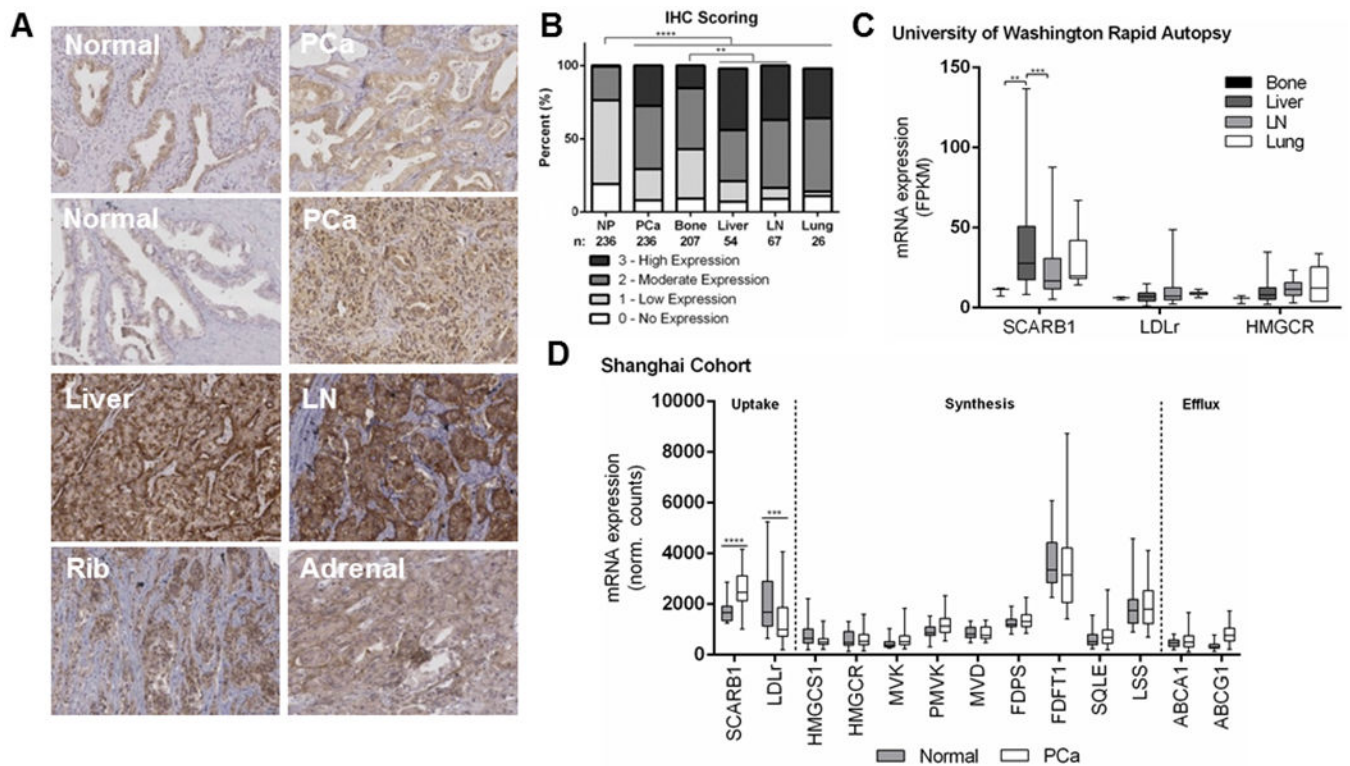 A
Normal
PCa
Normal
PCa
Liver
LN
Rib
Adrenal
B
IHC Scoring
****
**
Percent (%)
100
50
0
NP PCa Bone Liver LN Lung
n: 236 236 207 54 67 26
3 - High Expression
2 - Moderate Expression
1 - Low Expression
0 - No Expression
C University of Washington Rapid Autopsy
mRNA expression
(FPKM)
150
100
50
0
** ***
Bone
Liver
LN
Lung
SCARB1 LDLr HMGCR
D Shanghai Cohort
mRNA expression
(norm. counts)
10000
8000
6000
4000
2000
0
Uptake Synthesis Efflux
**** ***
SCARB1
LDLr
HMGCS1
HMGCR
MVK
PMVK
MVD
FDPS
FDFT1
SQLE
LSS
ABCA1
ABCG1
Normal PCa